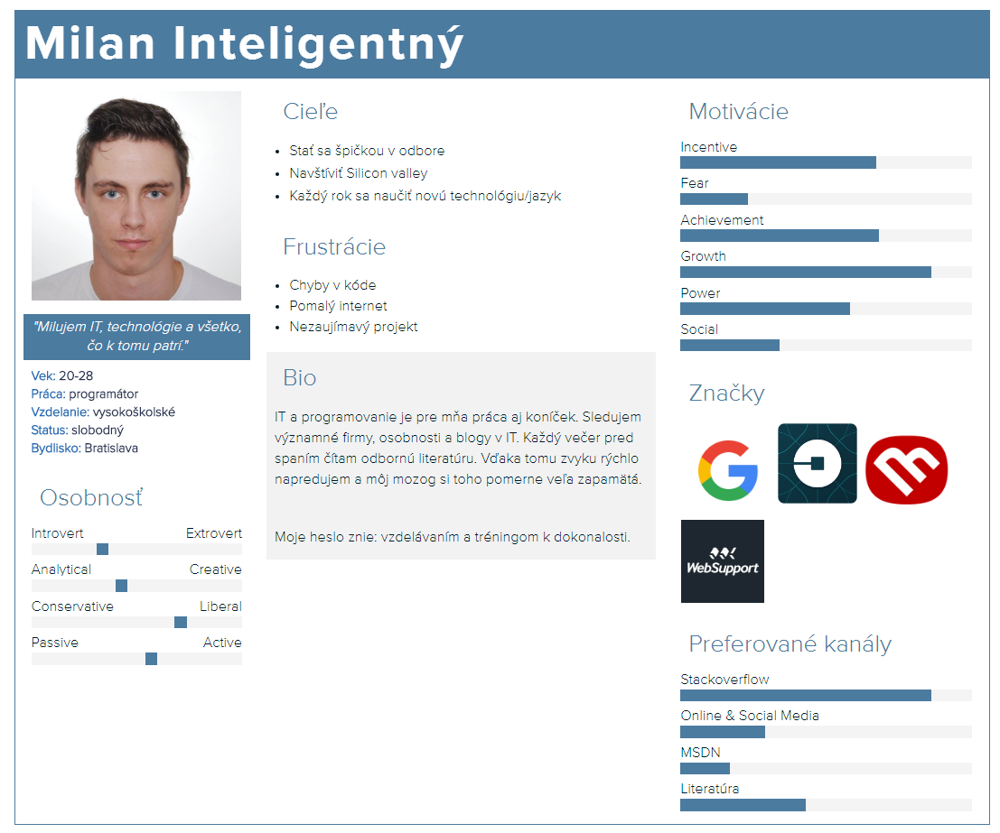 Milan Inteligentný
"Milujem IT, technológie a všetko,
čo k tomu patrí."
Vek: 20-28
Práca: programátor
Vzdelanie: vysokoškolské
Status: slobodný
Bydlisko: Bratislava
Osobnosť
Introvert Extrovert
Analytical Creative
Conservative Liberal
Passive Active
Cieľe
Stať sa špičkou v odbore
Navštíviť Silicon valley
Každý rok sa naučiť novú technológiu/jazyk
Frustrácie
Chyby v kóde
Pomalý internet
Nezaujímavý projekt
Bio
IT a programovanie je pre mňa práca aj koníček. Sledujem
významné firmy, osobnosti a blogy v IT. Každý večer pred
spaním čítam odbornú literatúru. Vďaka tomu zvyku rýchlo
napredujem a môj mozog si toho pomerne veľa zapamätá.
Moje heslo znie: vzdelávaním a tréningom k dokonalosti.
Motivácie
Incentive
Fear
Achievement
Growth
Power
Social
Značky
WebSupport
Preferované kanály
Stackoverflow
Online & Social Media
MSDN
Literatúra